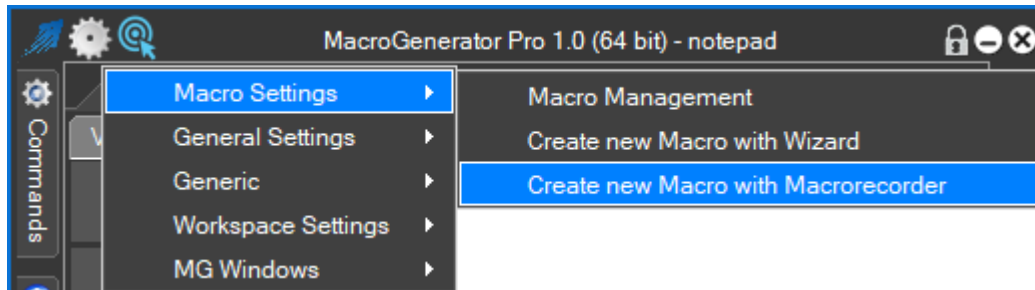 MacroGenerator Pro 1.0 (64 bit) - notepad
Commands
Macro Settings
General Settings
Generic
Workspace Settings
MG Windows
Macro Management
Create new Macro with Wizard
Create new Macro with Macrorecorder